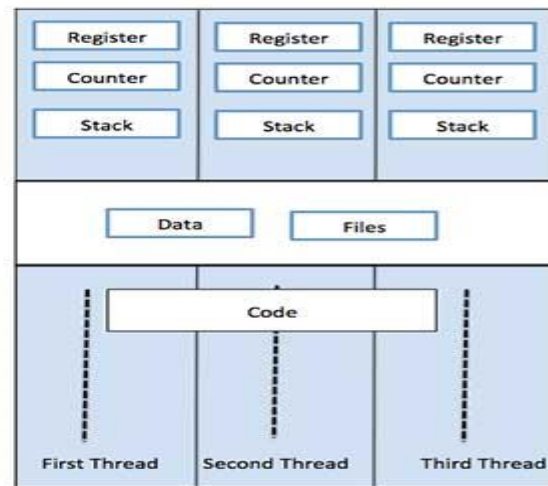 Register Register Register
Counter Counter Counter
Stack Stack Stack
Data Files
Code
First Thread Second Thread Third Thread